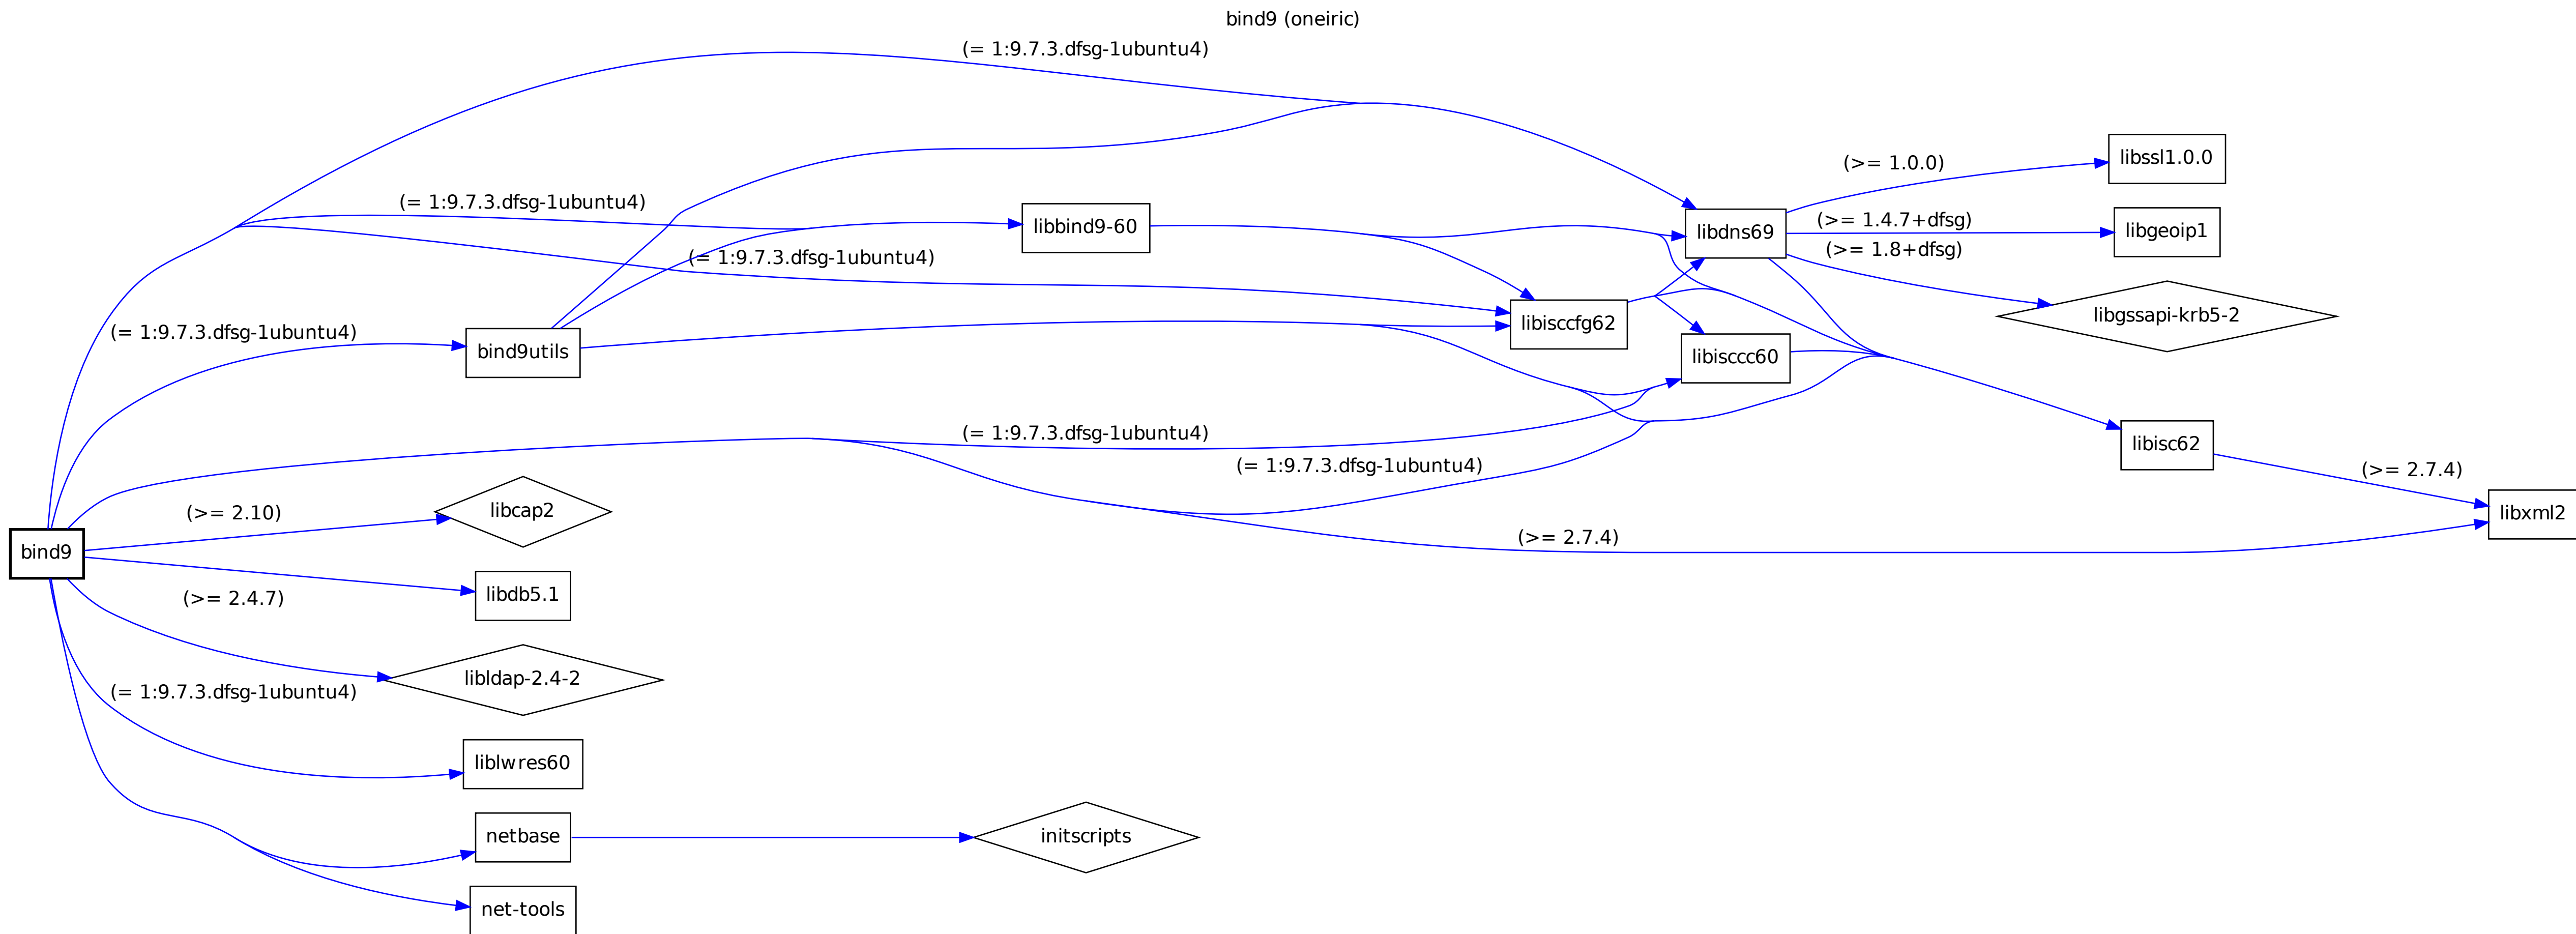 bind9 (oneiric)
(= 1:9.7.3.dfsg-1ubuntu4)
libssl1.0.0
(>= 1.0.0)
(= 1:9.7.3.dfsg-1ubuntu4)
libbind9-60
libdns69
(>= 1.4.7+dfsg)
libgeoip1
(= 1:9.7.3.dfsg-1ubuntu4)
(>= 1.8+dfsg)
libgssapi-krb5-2
(= 1:9.7.3.dfsg-1ubuntu4)
bind9utils
libisccfg62
libisccc60
(= 1:9.7.3.dfsg-1ubuntu4)
libisc62
(= 1:9.7.3.dfsg-1ubuntu4)
(>= 2.7.4)
(>= 2.10)
libcap2
libxml2
(>= 2.7.4)
bind9
libdb5.1
(>= 2.4.7)
libldap-2.4-2
(= 1:9.7.3.dfsg-1ubuntu4)
liblwres60
netbase
initscripts
net-tools